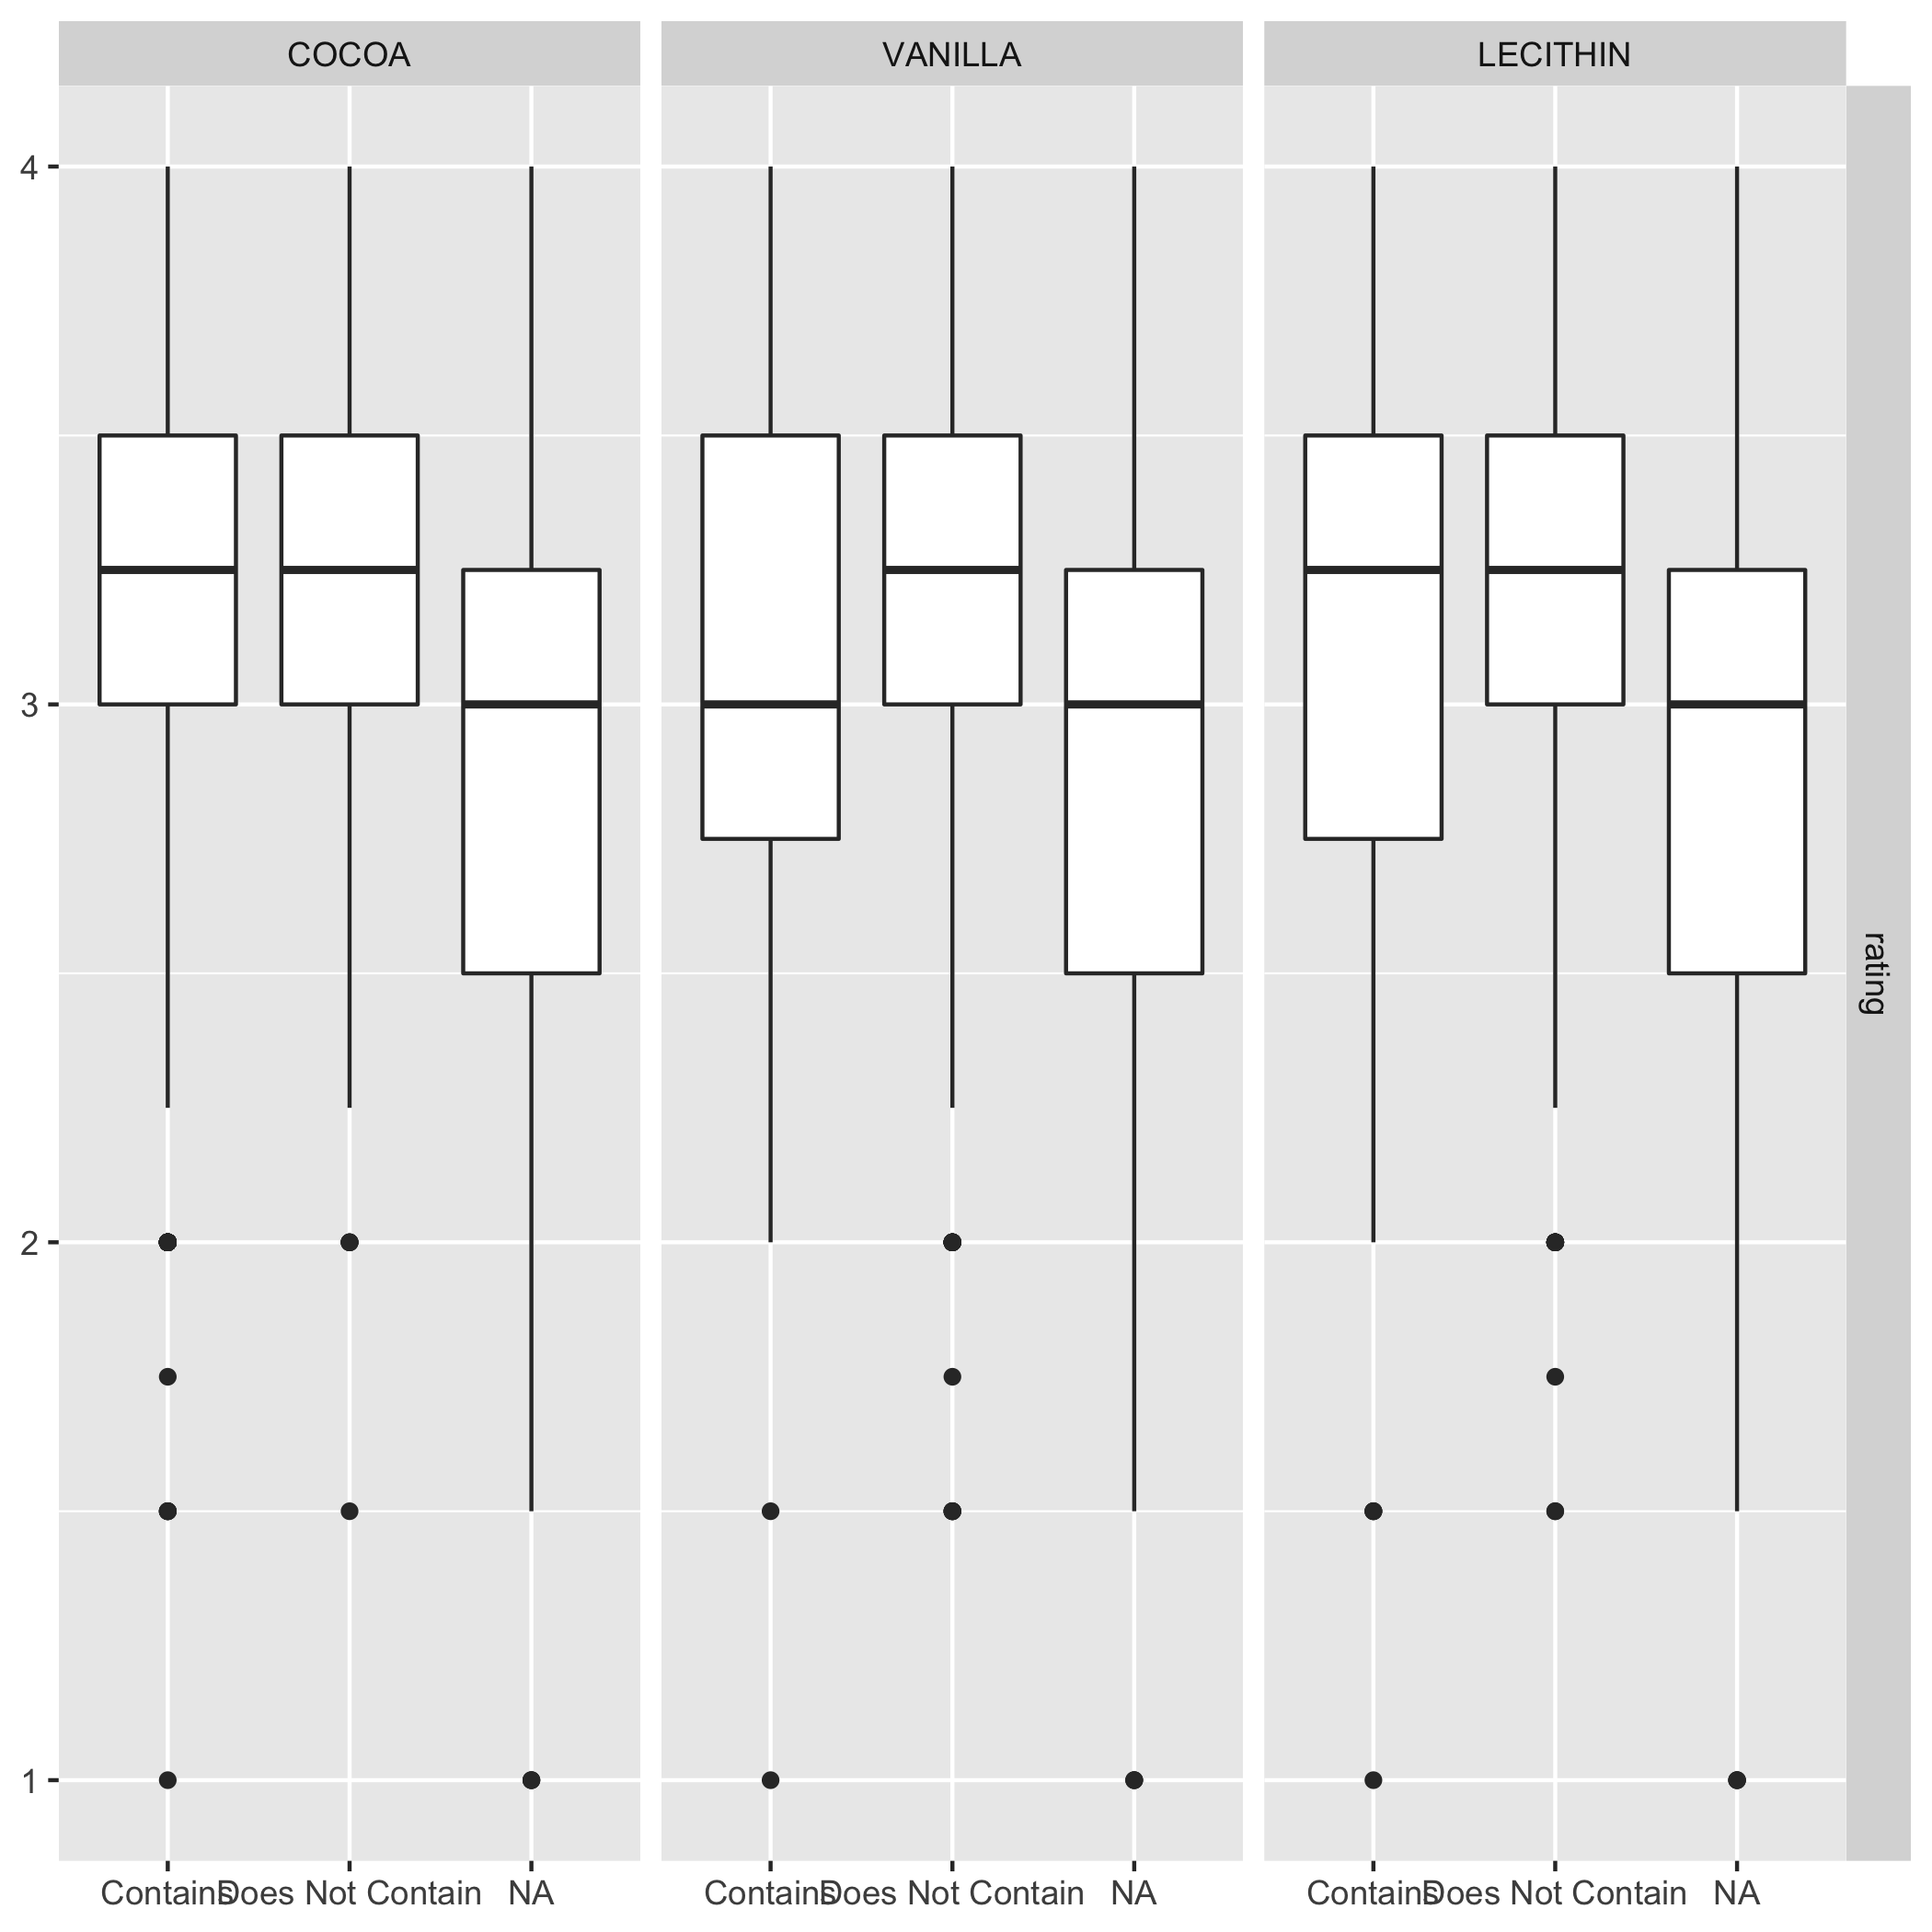 COCOA VANILLA LECITHIN
4
3
2
1
rating
Contains Does Not Contain NA Contains Does Not Contain NA Contains Does Not Contain NA